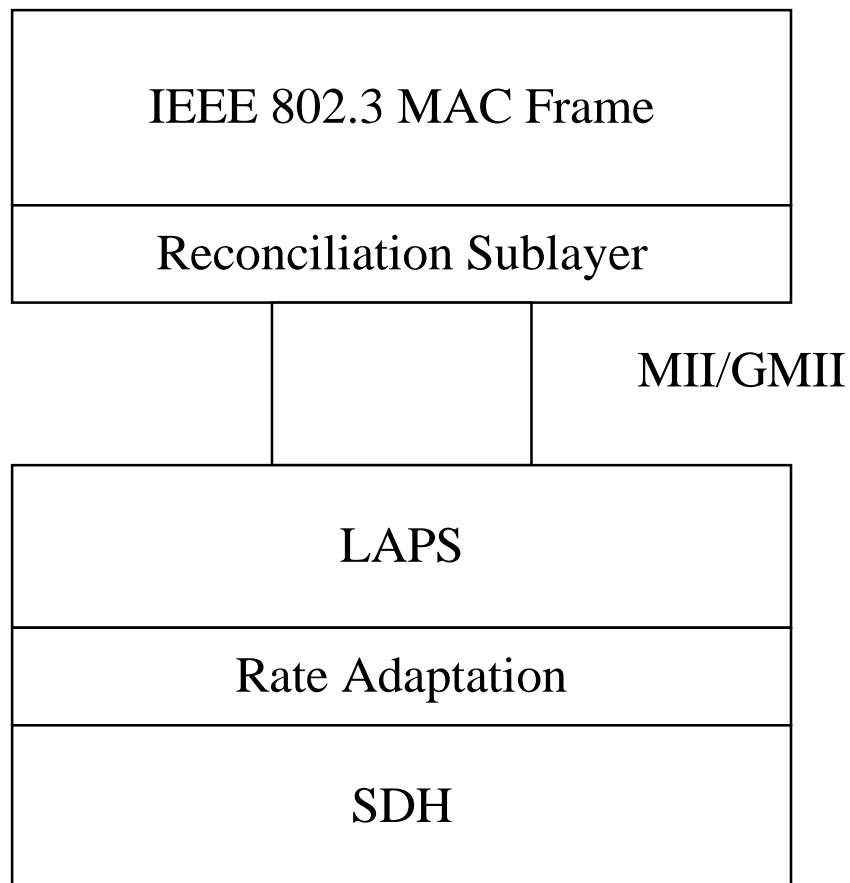 IEEE 802.3 MAC Frame
Reconciliation Sublayer
MII/GMII
LAPS
Rate Adaptation
SDH